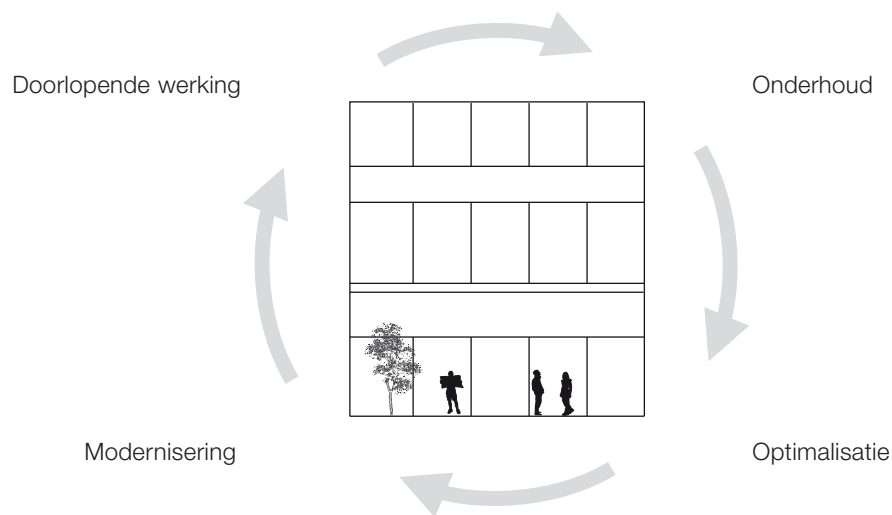 Doorlopende werking
Onderhoud
Modernisering
Optimalisatie